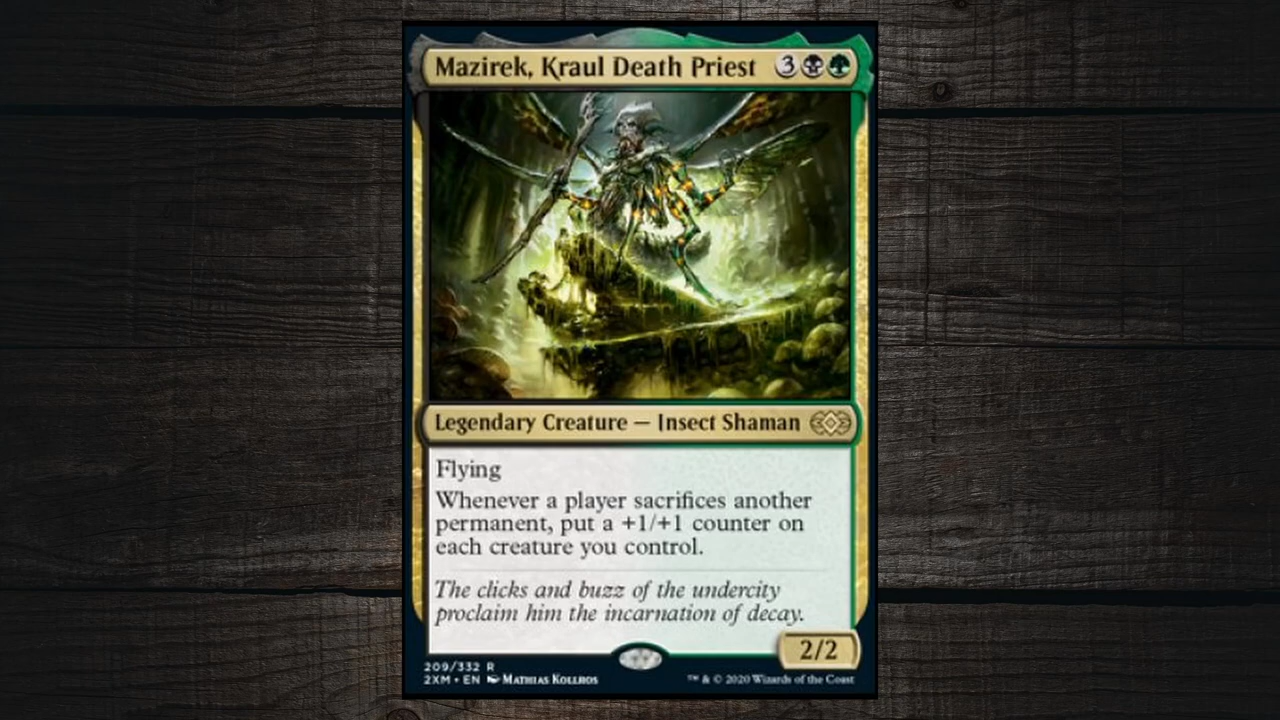 Mazirek, Kraul Death Priest 3
Legendary Creature — Insect Shaman
Flying
Whenever a player sacrifices another
permanent, put a +1/+1 counter on
each creature you control.
The clicks and buzz of the undercity
proclaim him the incarnation of decay.
2/2
209/332 R
2XM • EN Mathias Kollros
™ & © 2020 Wizards of the Coast